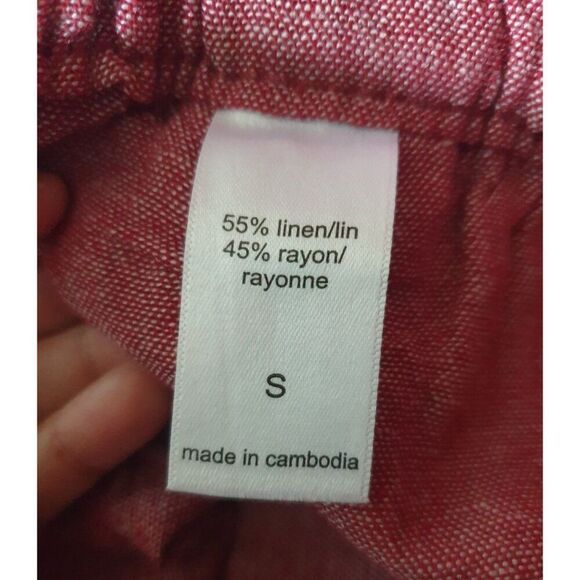 55% linen/lin
45% rayon/
rayonne
S
made in cambodia